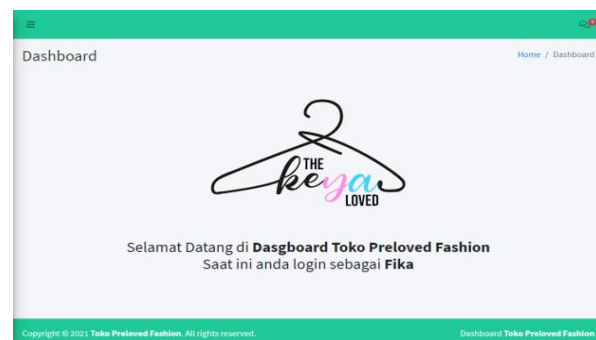 Dashboard
Home / Dashboard
THE
keya
LOVED
Selamat Datang di Dasgboard Toko Preloved Fashion
Saat ini anda login sebagai Fika
Copyright © 2021 Toko Preloved Fashion. All rights reserved.
Dashboard Toko Preloved Fashion